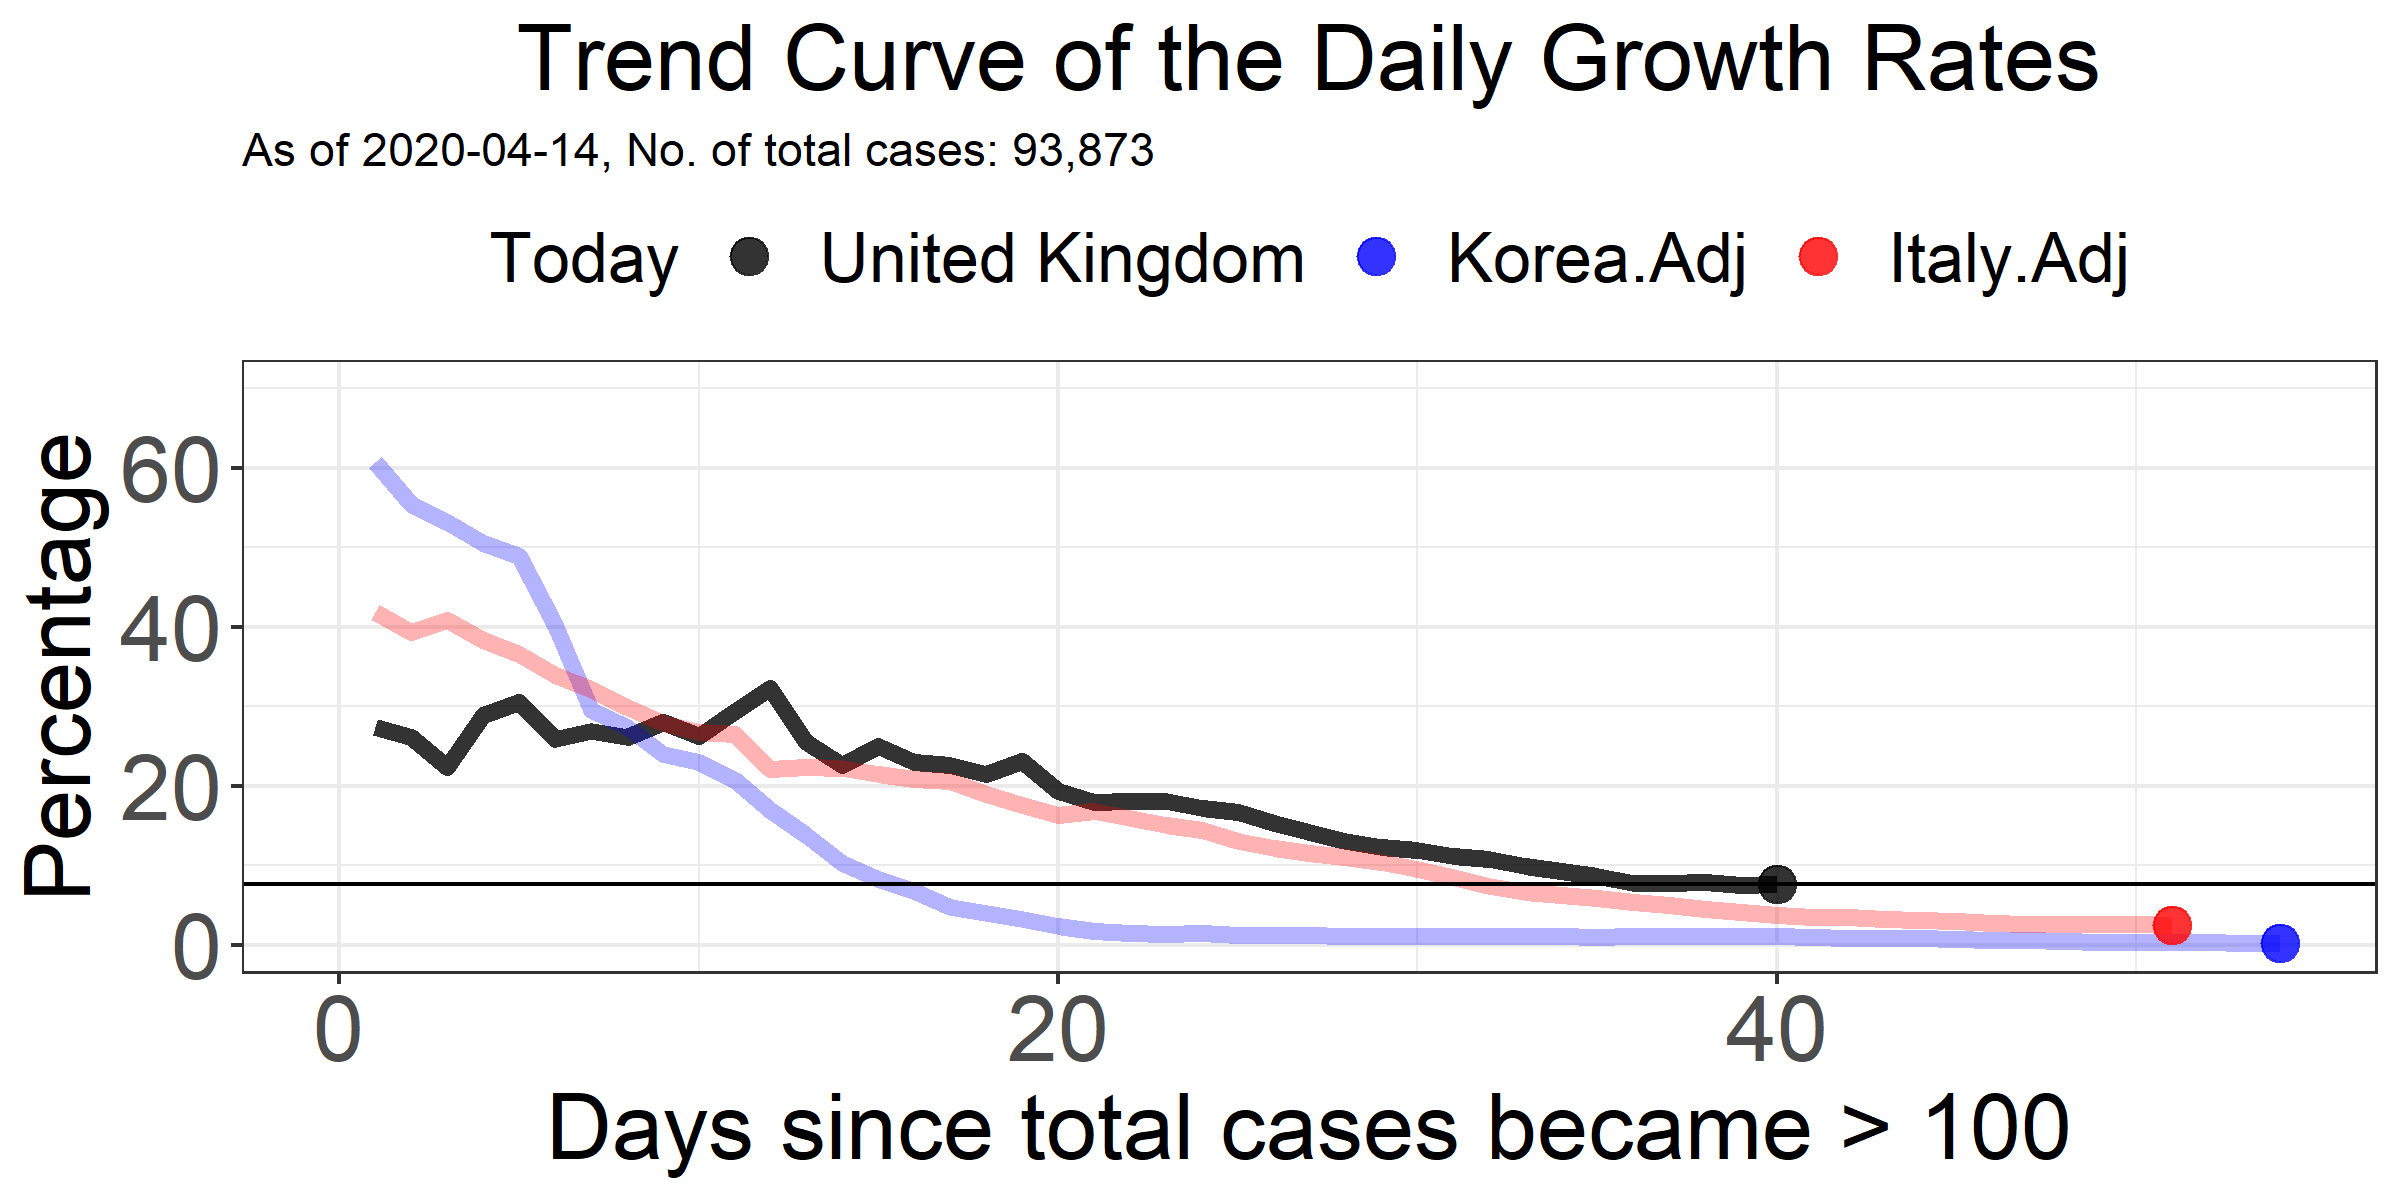 Trend Curve of the Daily Growth Rates
As of 2020-04-14, No. of total cases: 93,873
Today United Kingdom Korea.Adj Italy.Adj
Percentage
60
40
20
0
0 20 40
Days since total cases became > 100